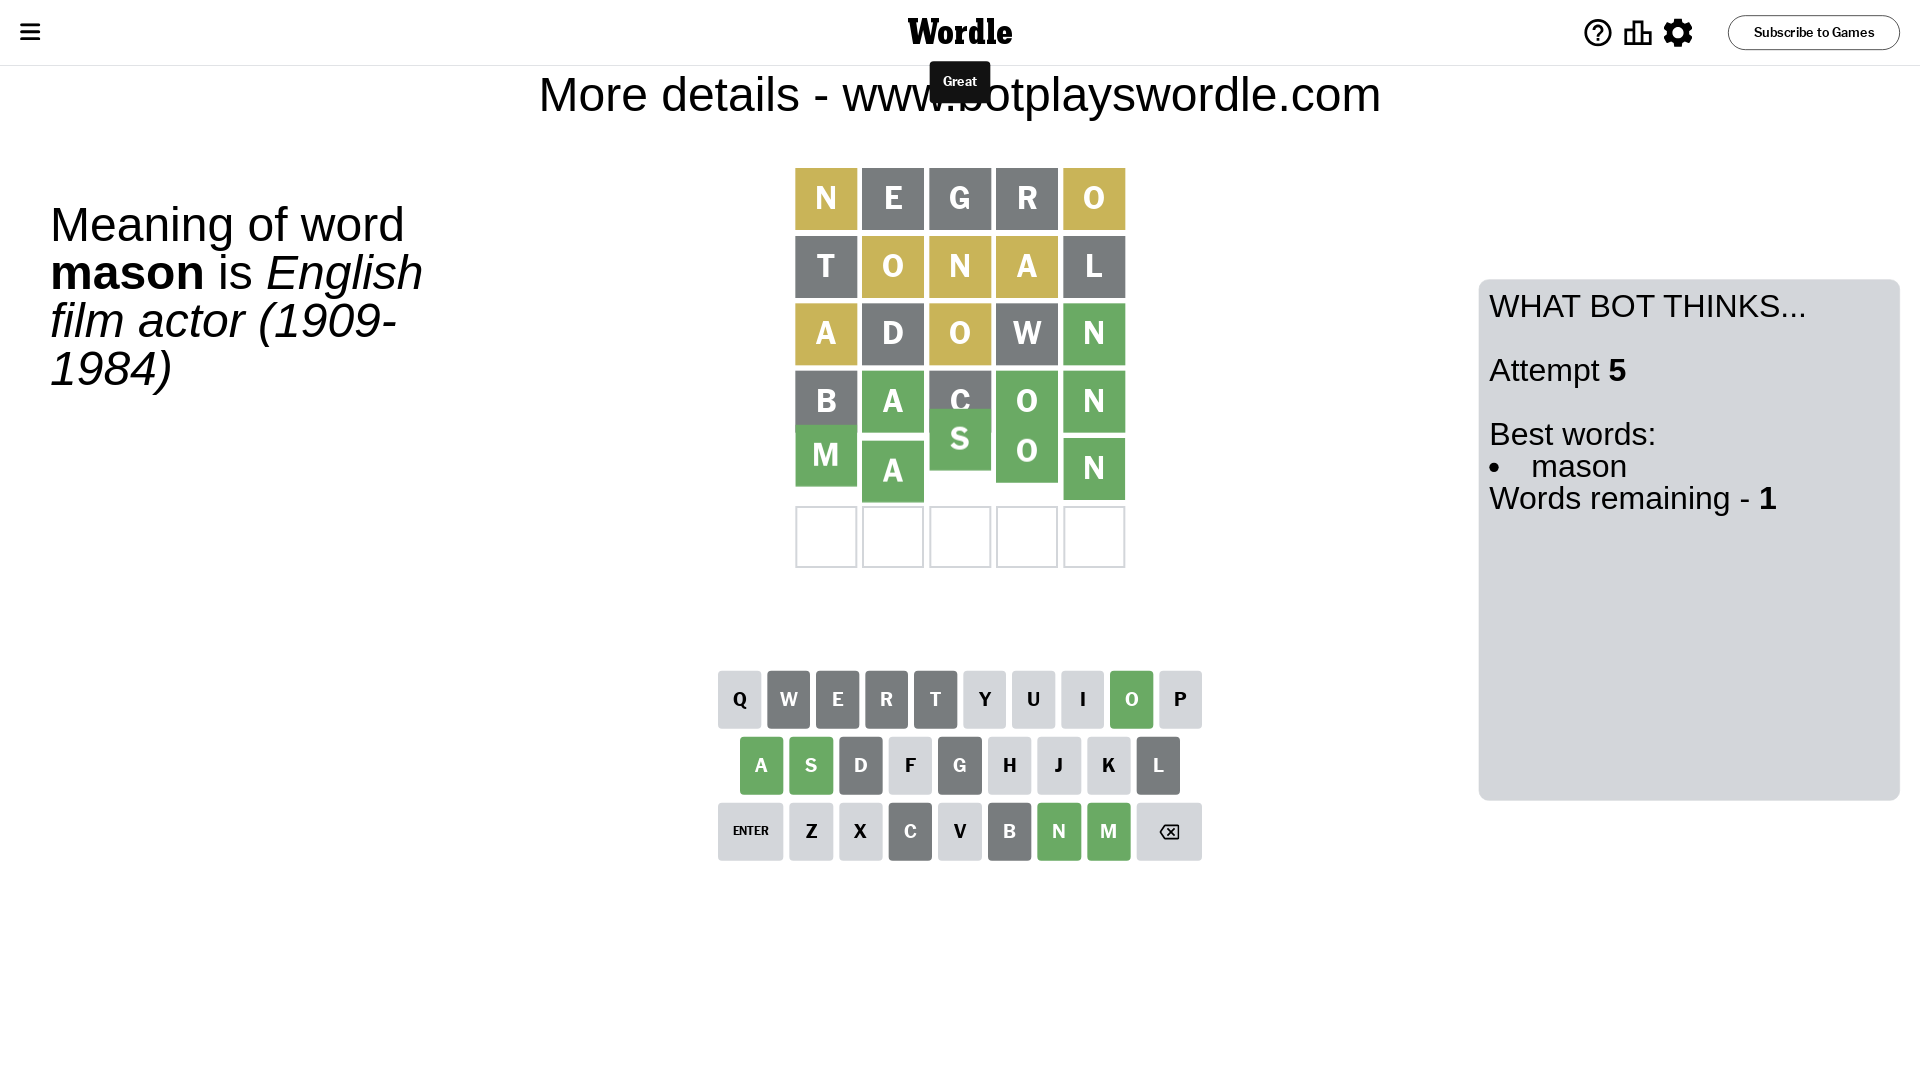 Wordle
Subscribe to Games
Great
More details - www.botplayswordle.com
Meaning of word
mason is English
film actor (1909-
1984)
N E G R O
T O N A L
A D O W N
B A C O N
M A S O N
WHAT BOT THINKS...
Attempt 5
Best words:
• mason
Words remaining - 1
Q W E R T Y U I O P
A S D F G H J K L
ENTER Z X C V B N M